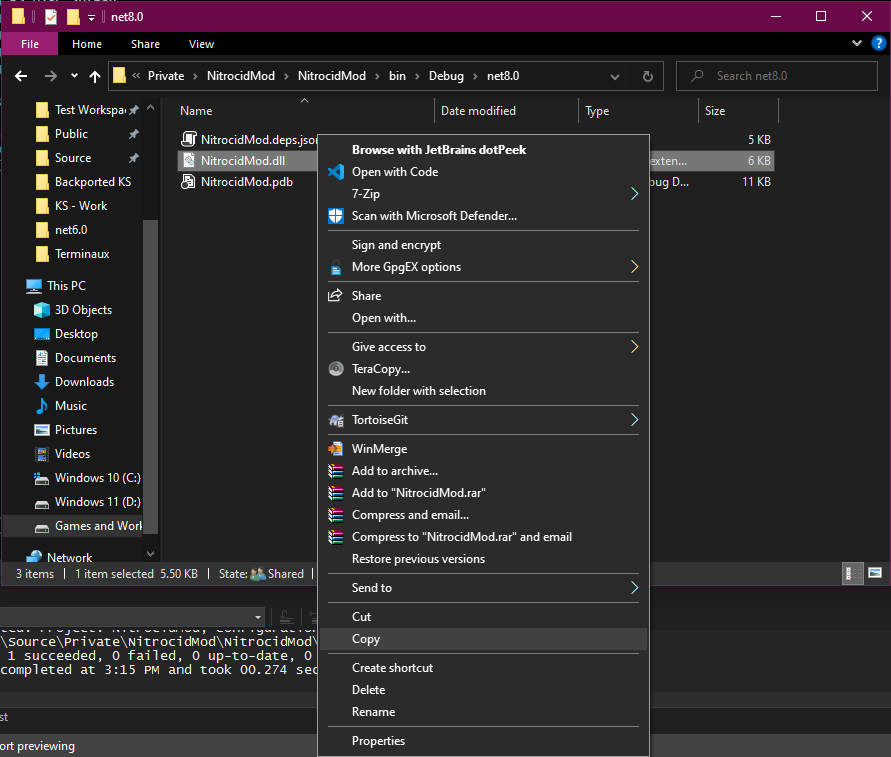 net8.0
File Home Share View
« Private › NitrocidMod › NitrocidMod › bin › Debug › net8.0
Search net8.0
Name Date modified Type Size
Test Workspa
Public
Source
Backported KS
KS - Work
net6.0
Terminaux
This PC
3D Objects
Desktop
Documents
Downloads
Music
Pictures
Videos
Windows 10 (C:)
Windows 11 (D:)
Games and Work
Network
NitrocidMod.deps.json 5 KB
NitrocidMod.dll exten... 6 KB
NitrocidMod.pdb oug D... 11 KB
Browse with JetBrains dotPeek
Open with Code
7-Zip
Scan with Microsoft Defender...
Sign and encrypt
More GpgEX options
Share
Open with...
Give access to
TeraCopy...
New folder with selection
TortoiseGit
WinMerge
Add to archive...
Add to "NitrocidMod.rar"
Compress and email...
Compress to "NitrocidMod.rar" and email
Restore previous versions
Send to
Cut
Copy
Create shortcut
Delete
Rename
Properties
3 items 1 item selected 5.50 KB State: Shared
ted: Project: NitrocidMod, Configuration
\Source\Private\NitrocidMod\NitrocidMod\
1 succeeded, 0 failed, 0 up-to-date, 0
completed at 3:15 PM and took 00.274 sec
st
ort previewing